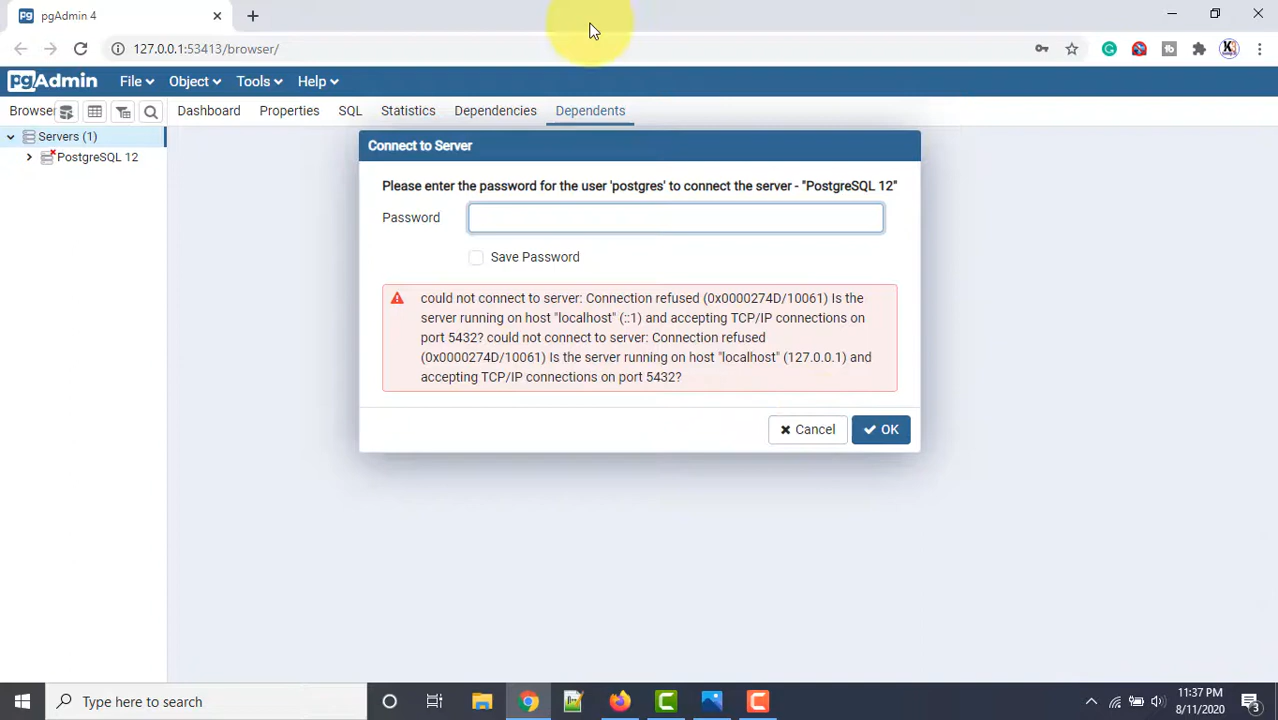 pgAdmin 4
127.0.0.1:53413/browser/
pgAdmin File Object Tools Help
Browser Dashboard Properties SQL Statistics Dependencies Dependents
Servers (1)
PostgreSQL 12
Connect to Server
Please enter the password for the user 'postgres' to connect the server - "PostgreSQL 12"
Password
Save Password
could not connect to server: Connection refused (0x0000274D/10061) Is the
server running on host "localhost" (::1) and accepting TCP/IP connections on
port 5432? could not connect to server: Connection refused
(0x0000274D/10061) Is the server running on host "localhost" (127.0.0.1) and
accepting TCP/IP connections on port 5432?
Cancel OK
Type here to search
11:37 PM
8/11/2020
3